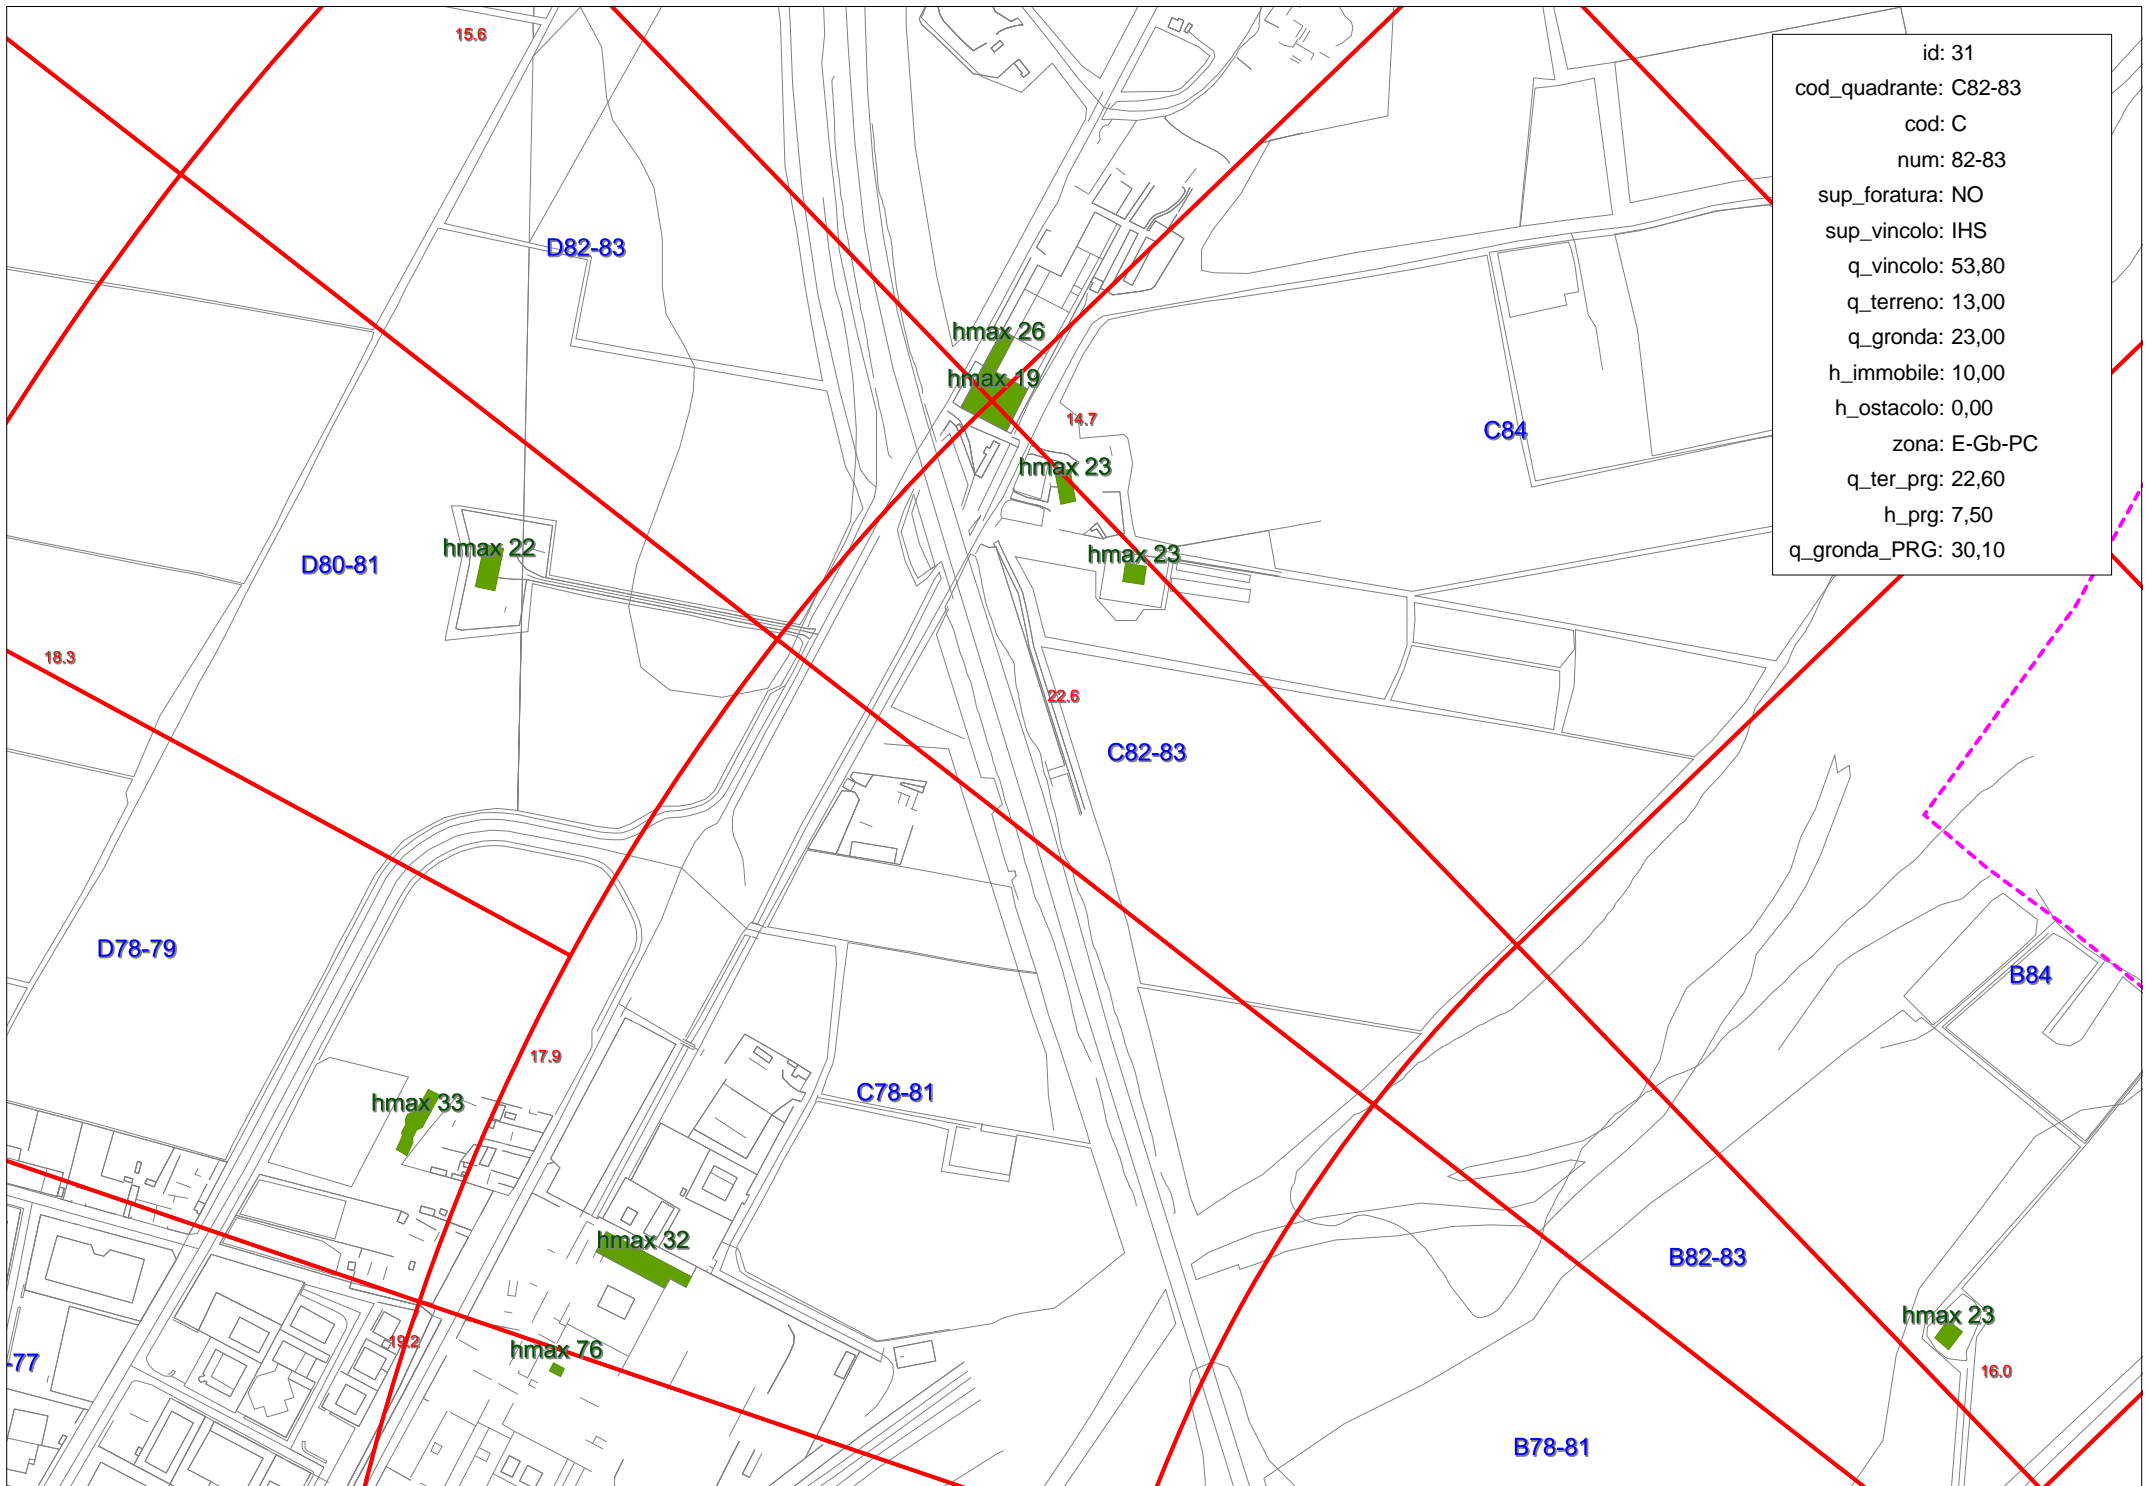 15.6
id: 31
cod_quadrante: C82-83
cod: C
num: 82-83
sup_foratura: NO
sup_vincolo: IHS
q_vincolo: 53,80
q_terreno: 13,00
q_gronda: 23,00
h_immobile: 10,00
h_ostacolo: 0,00
zona: E-Gb-PC
q_ter_prg: 22,60
h_prg: 7,50
q_gronda_PRG: 30,10
D82-83
hmax 26
hmax 19
14.7
C84
hmax 23
hmax 22
hmax 23
D80-81
18.3
22.6
C82-83
D78-79
B84
17.9
C78-81
hmax 33
hmax 32
B82-83
hmax 23
19.2
hmax 76
-77
16.0
B78-81